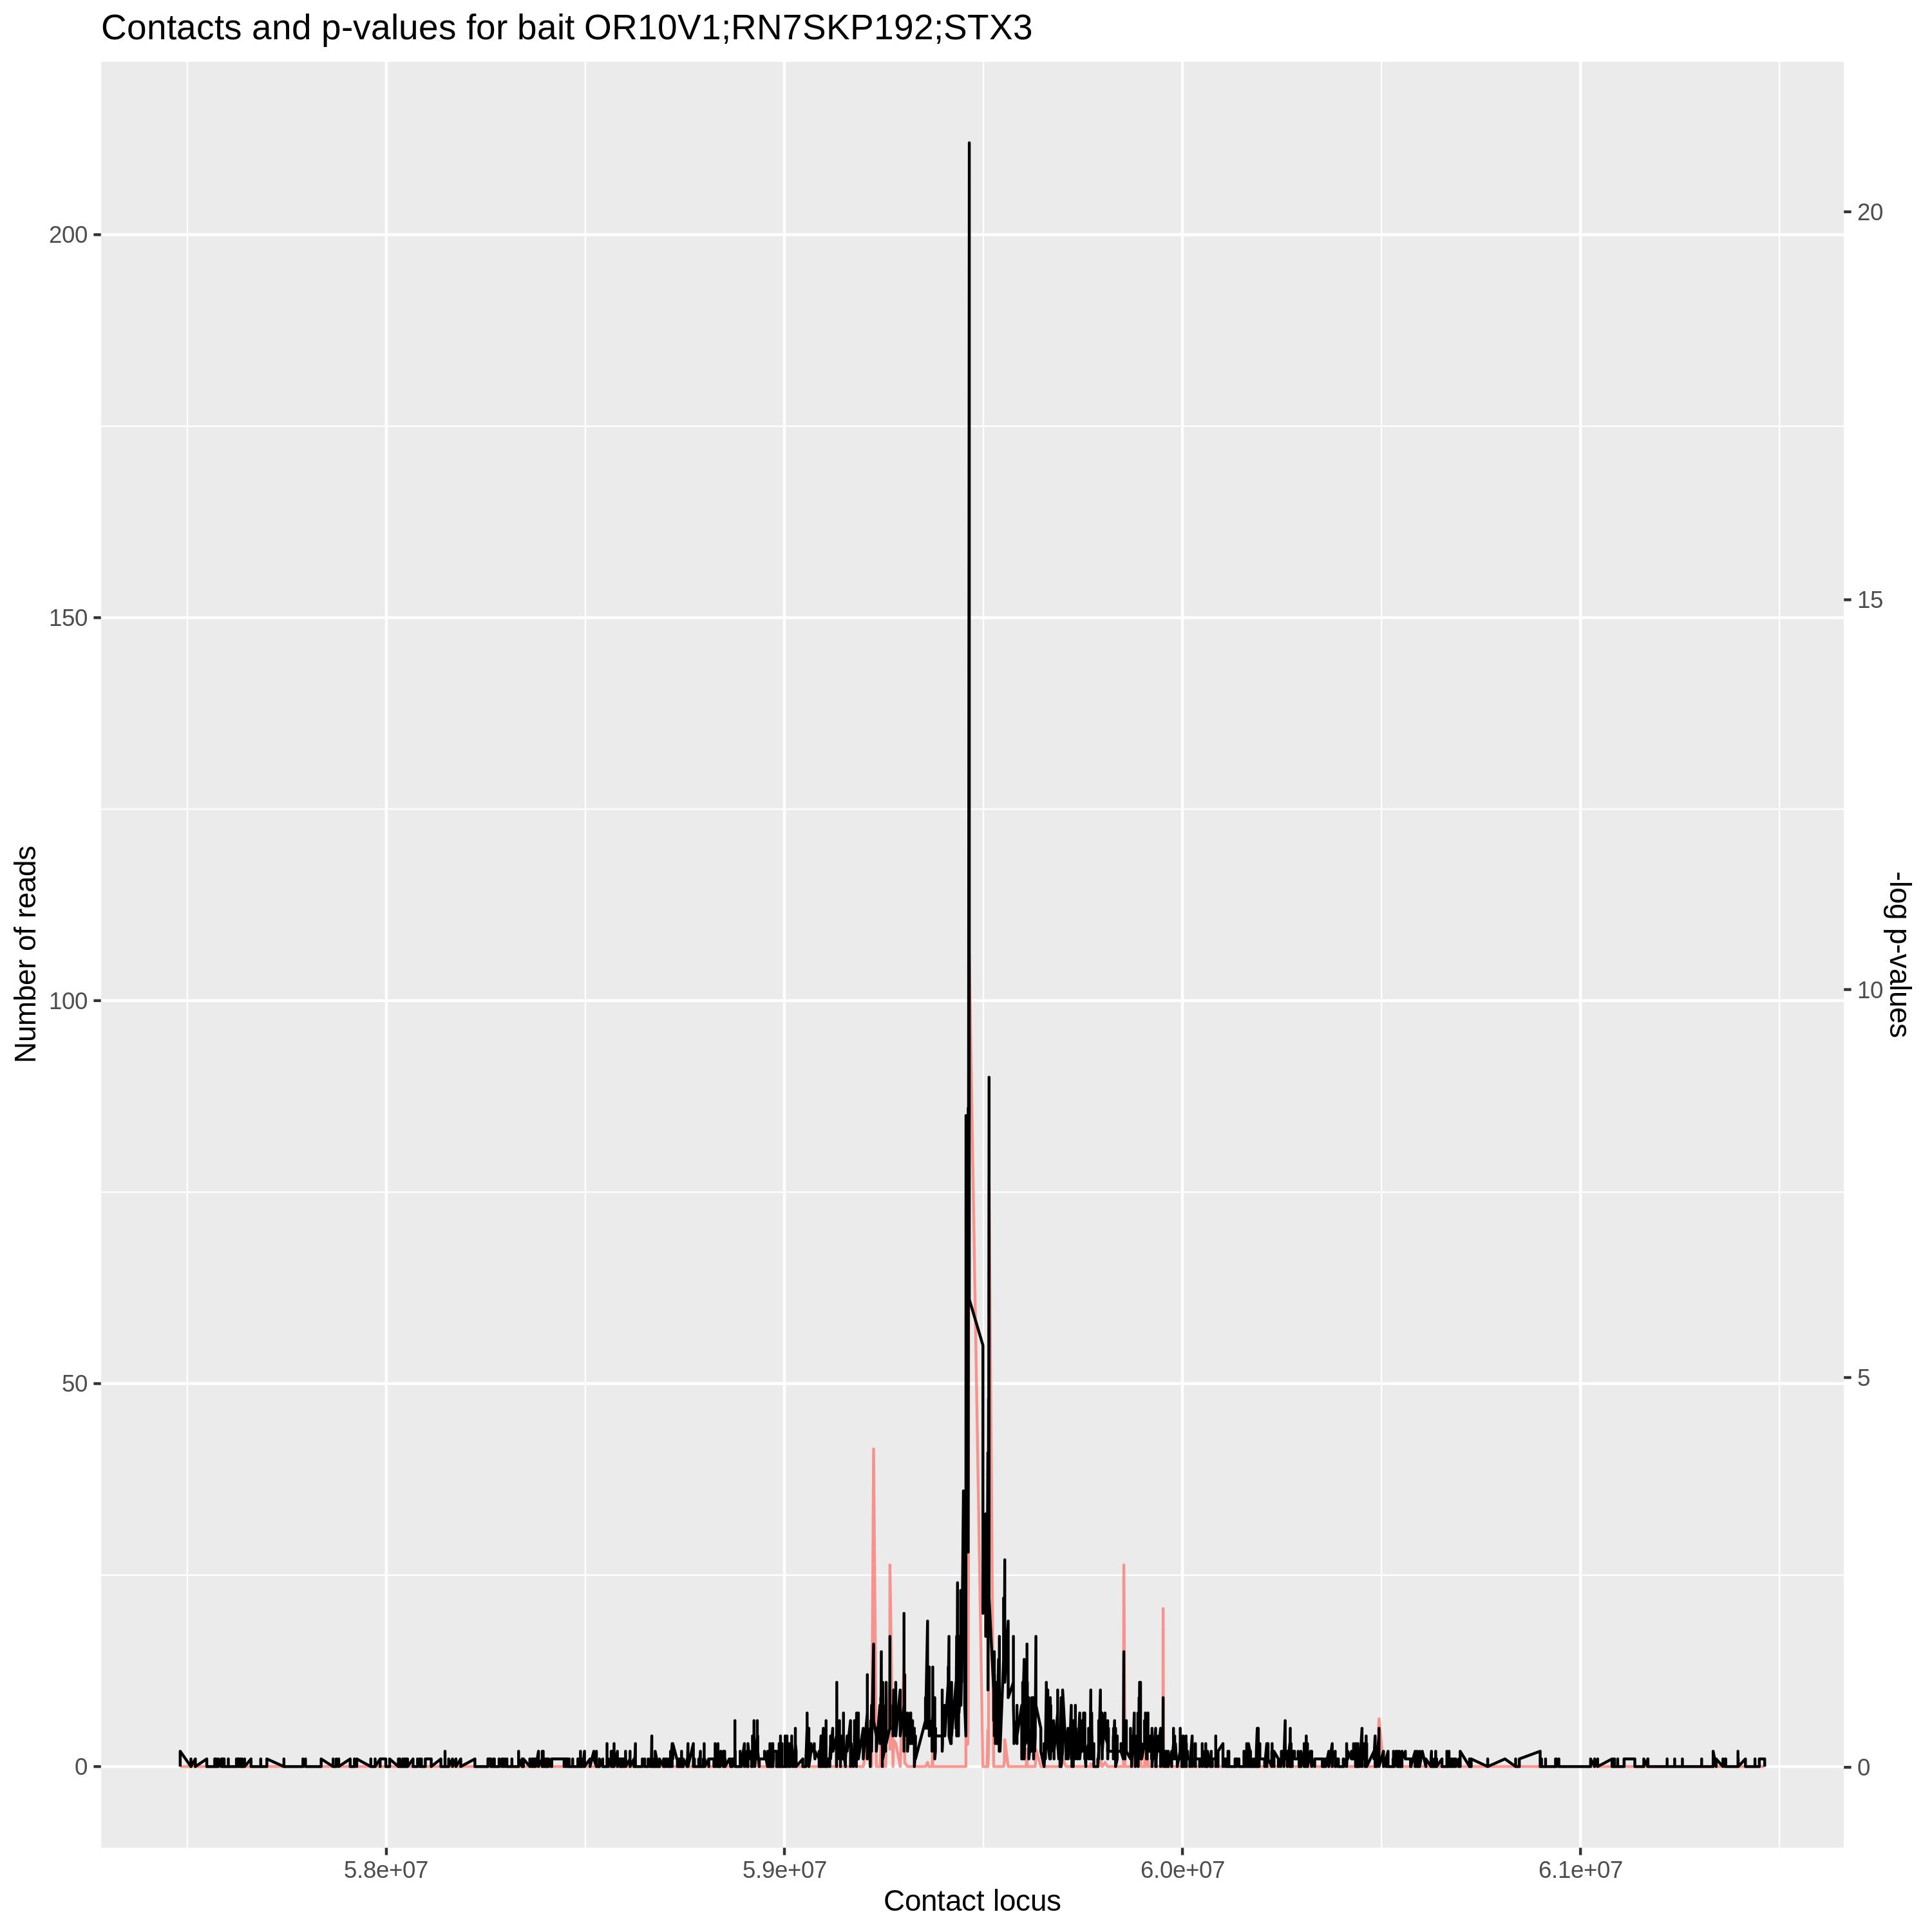 Contacts and p-values for bait OR10V1;RN7SKP192;STX3
200
150
100
50
0
Number of reads
20
15
10
5
0
-log p-values
5.8e+07
5.9e+07
6.0e+07
6.1e+07
Contact locus